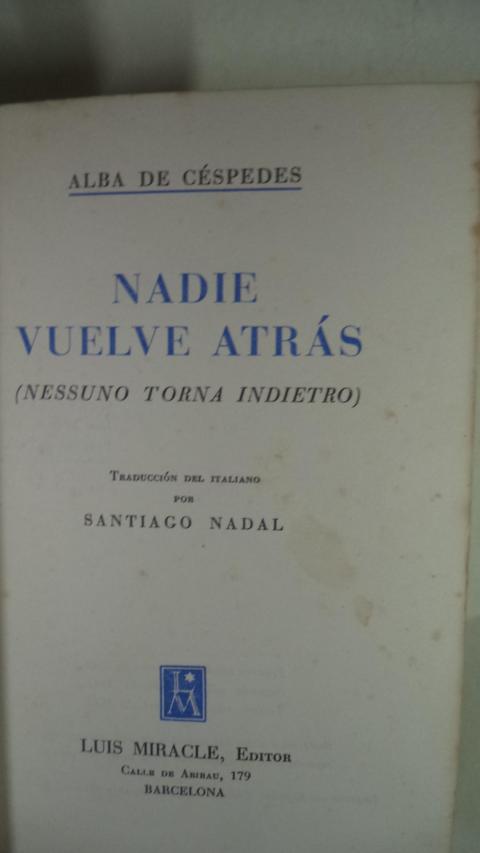 ALBA DE CÉSPEDES
NADIE
VUELVE ATRÁS
(NESSUNO TORNA INDIETRO)
TRADUCCIÓN DEL ITALIANO
POR
SANTIAGO NADAL
LM
LUIS MIRACLE, EDITOR
CALLE DE ARIBAU, 179
BARCELONA